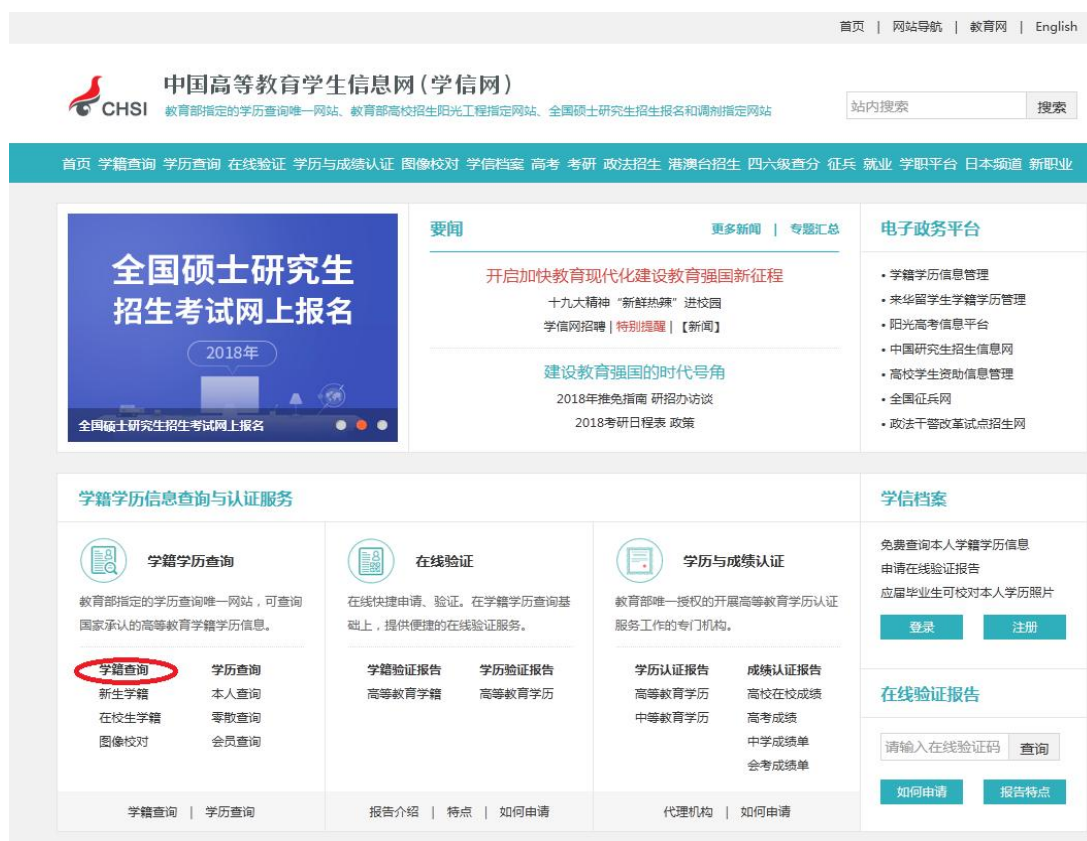 首页 | 网站导航 | 教育网 | English
CHSI
中国高等教育学生信息网(学信网)
教育部指定的学历查询唯一网站、教育部高校招生阳光工程指定网站、全国硕士研究生招生报名和调剂指定网站
站内搜索 搜索
首页 学籍查询 学历查询 在线验证 学历与成绩认证 图像校对 学信档案 高考 考研 政法招生 港澳台招生 四六级查分 征兵 就业 学职平台 日本频道 新职业
全国硕士研究生
招生考试网上报名
2018年
全国硕士研究生招生考试网上报名
要闻 更多新闻 | 专题汇总
开启加快教育现代化建设教育强国新征程
十九大精神 “新鲜热辣” 进校园
学信网招聘 | 特别提醒 | 【新闻】
建设教育强国的时代号角
2018年推免指南 研招办访谈
2018考研日程表 政策
电子政务平台
• 学籍学历信息管理
• 来华留学生学籍学历管理
• 阳光高考信息平台
• 中国研究生招生信息网
• 高校学生资助信息管理
• 全国征兵网
• 政法干警改革试点招生网
学籍学历信息查询与认证服务
学籍学历查询
教育部指定的学历查询唯一网站，可查询
国家承认的高等教育学籍学历信息。
学籍查询 学历查询
新生学籍 本人查询
在校生学籍 零散查询
图像校对 会员查询
学籍查询 | 学历查询
在线验证
在线快捷申请、验证。在学籍学历查询基
础上，提供便捷的在线验证服务。
学籍验证报告 学历验证报告
高等教育学籍 高等教育学历
报告介绍 | 特点 | 如何申请
学历与成绩认证
教育部唯一授权的开展高等教育学历认证
服务工作的专门机构。
学历认证报告 成绩认证报告
高等教育学历 高校在校成绩
中等教育学历 高考成绩
中学成绩单
会考成绩单
代理机构 | 如何申请
学信档案
免费查询本人学籍学历信息
申请在线验证报告
应届毕业生可校对本人学历照片
登录 注册
在线验证报告
请输入在线验证码 查询
如何申请 报告特点